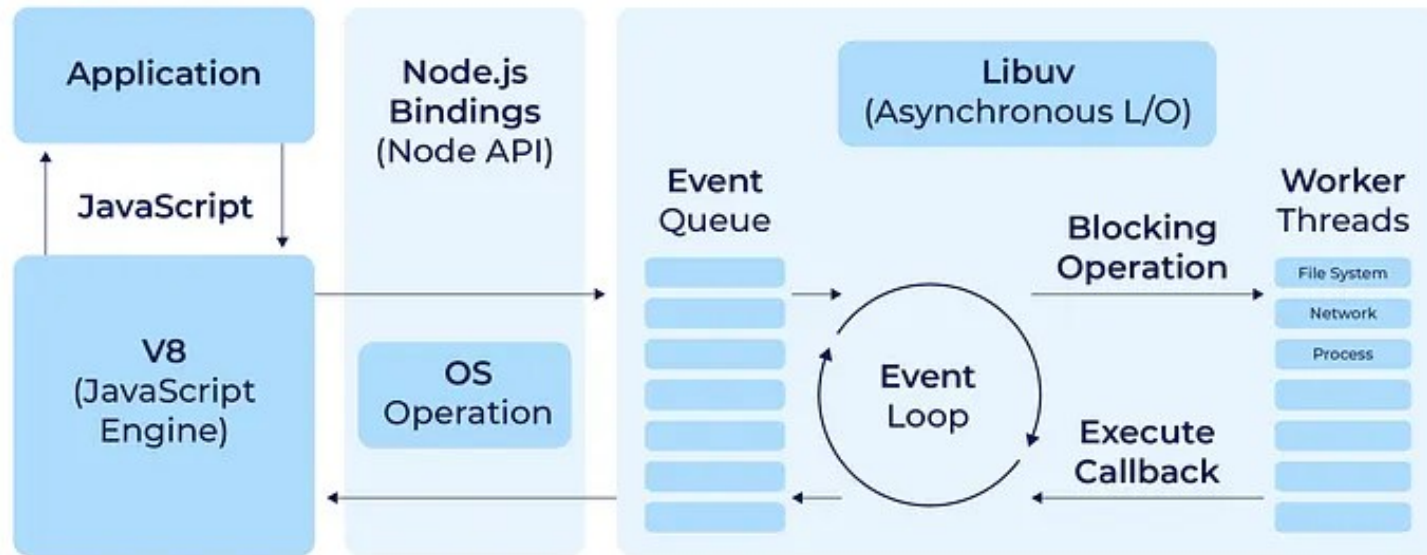 Application
JavaScript
V8
(JavaScript
Engine)
Node.js
Bindings
(Node API)
OS
Operation
Libuv
(Asynchronous L/O)
Event
Queue
Event
Loop
Blocking
Operation
Execute
Callback
Worker
Threads
File System
Network
Process